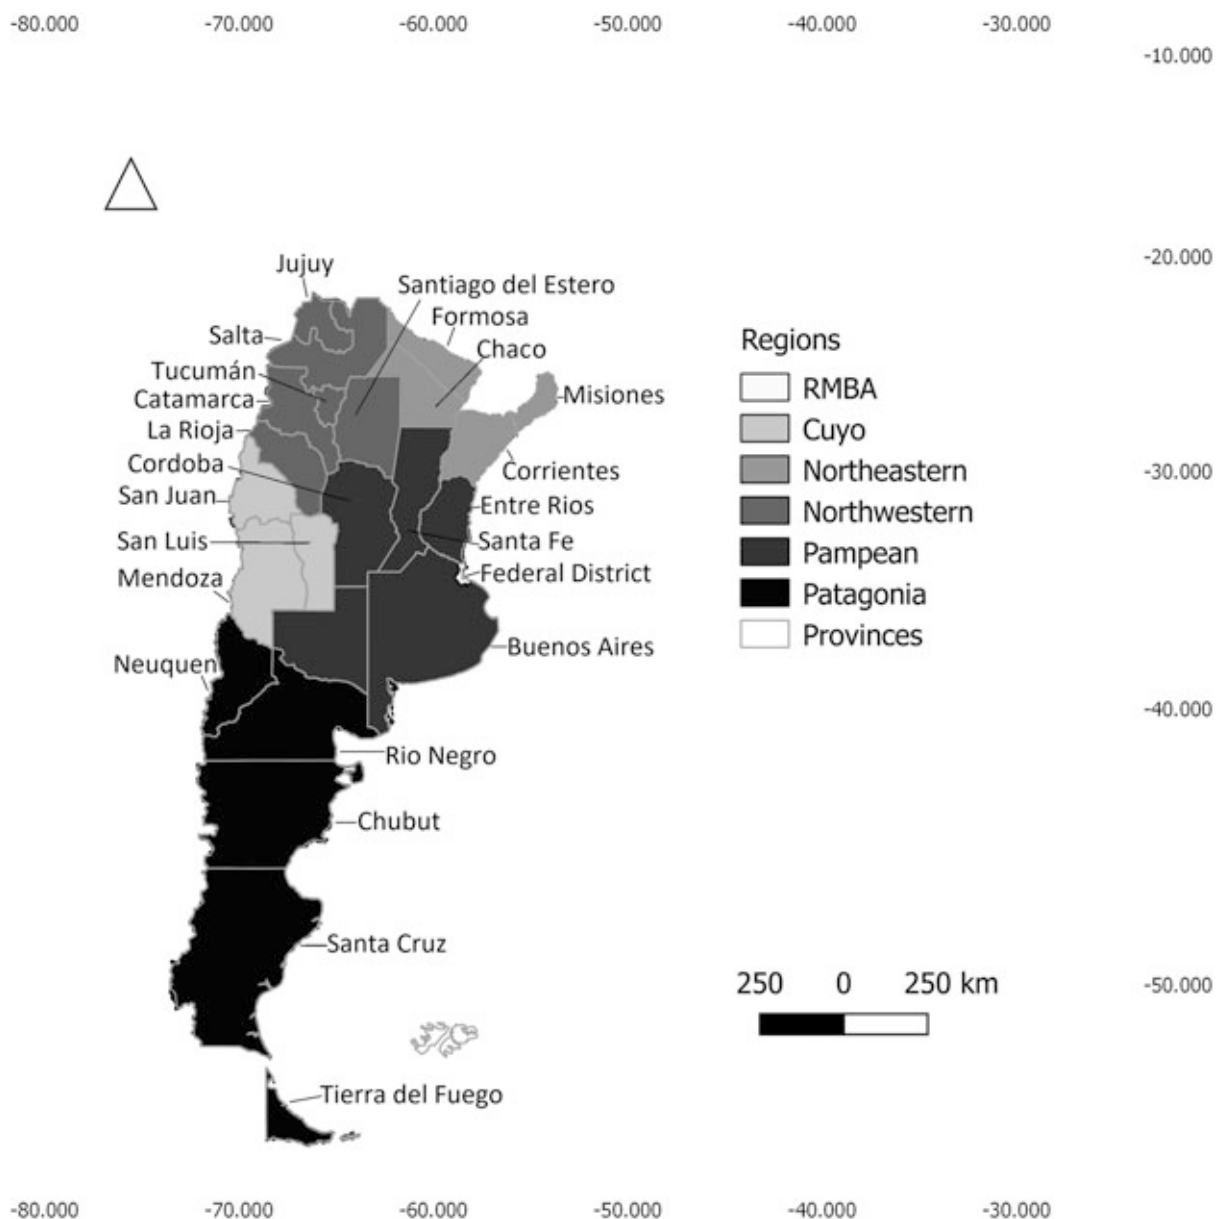 -80.000 -70.000 -60.000 -50.000 -40.000 -30.000
-10.000
-20.000
Jujuy
Santiago del Estero
Formosa
Salta
Chaco
Tucumán
Catamarca
Misiones
La Rioja
Cordoba
Corrientes
San Juan
Entre Rios
San Luis
Santa Fe
Mendoza
Federal District
Buenos Aires
Neuquen
Rio Negro
Chubut
Santa Cruz
Tierra del Fuego
Regions
RMBA
Cuyo
Northeastern
Northwestern
Pampean
Patagonia
Provinces
-30.000
-40.000
-50.000
250 0 250 km
-80.000 -70.000 -60.000 -50.000 -40.000 -30.000